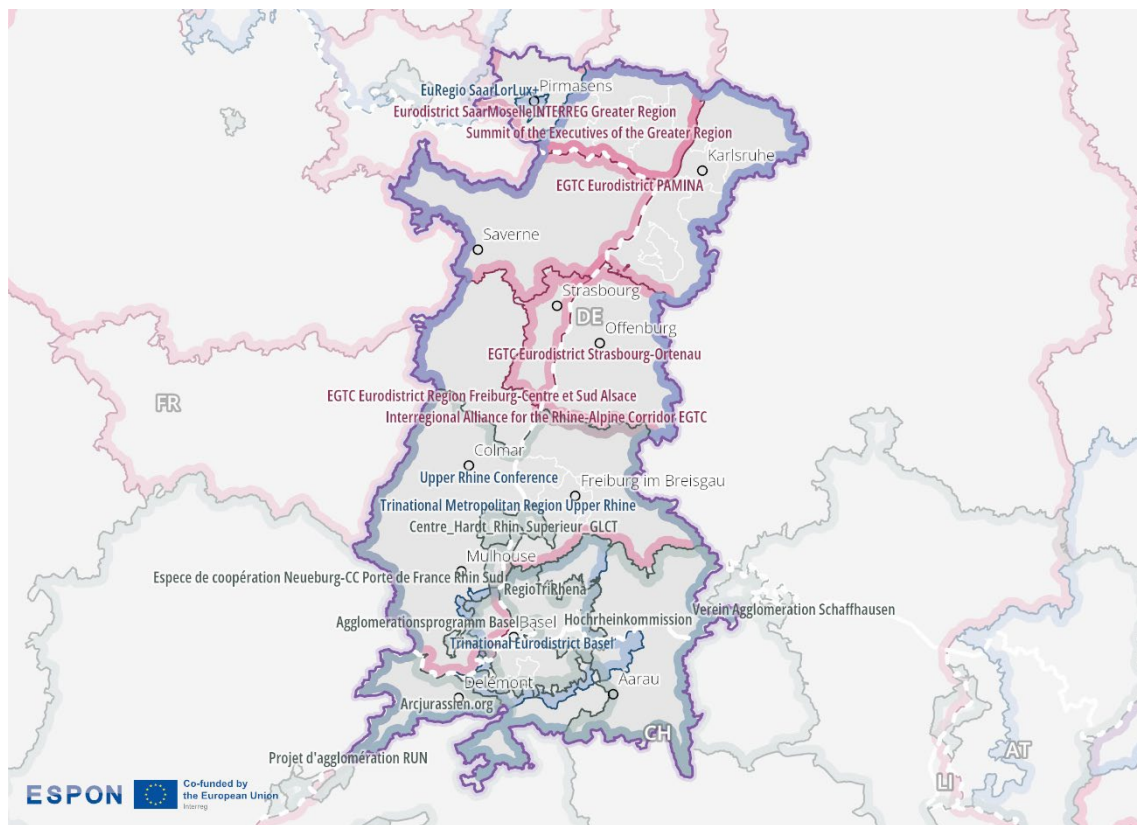 EuRegio SaarLorLux+
Pirmasens
Eurodistrict SaarMoselle
INTERREG Greater Region
Summit of the Executives of the Greater Region
Karlsruhe
EGTC Eurodistrict PAMINA
Saverne
Strasbourg
DE
Offenburg
EGTC Eurodistrict Strasbourg-Ortenau
EGTC Eurodistrict Region Freiburg-Centre et Sud Alsace
FR
Interregional Alliance for the Rhine-Alpine Corridor EGTC
Colmar
Upper Rhine Conference
Freiburg im Breisgau
Trinational Metropolitan Region Upper Rhine
Centre_Hardt_Rhin_Superieur_GLCT
Mulhouse
Espece de coopération Neueburg-CC Porte de France Rhin Sud
RegioTriRhena
Verein Agglomeration Schaffhausen
Agglomerationsprogramm Basel
Basel
Hochrheinkommission
Trinational Eurodistrict Basel
Delémont
Aarau
Arcjurassien.org
CH
AT
Projet d'agglomération RUN
LI
ESPON
Co-funded by
the European Union
Interreg